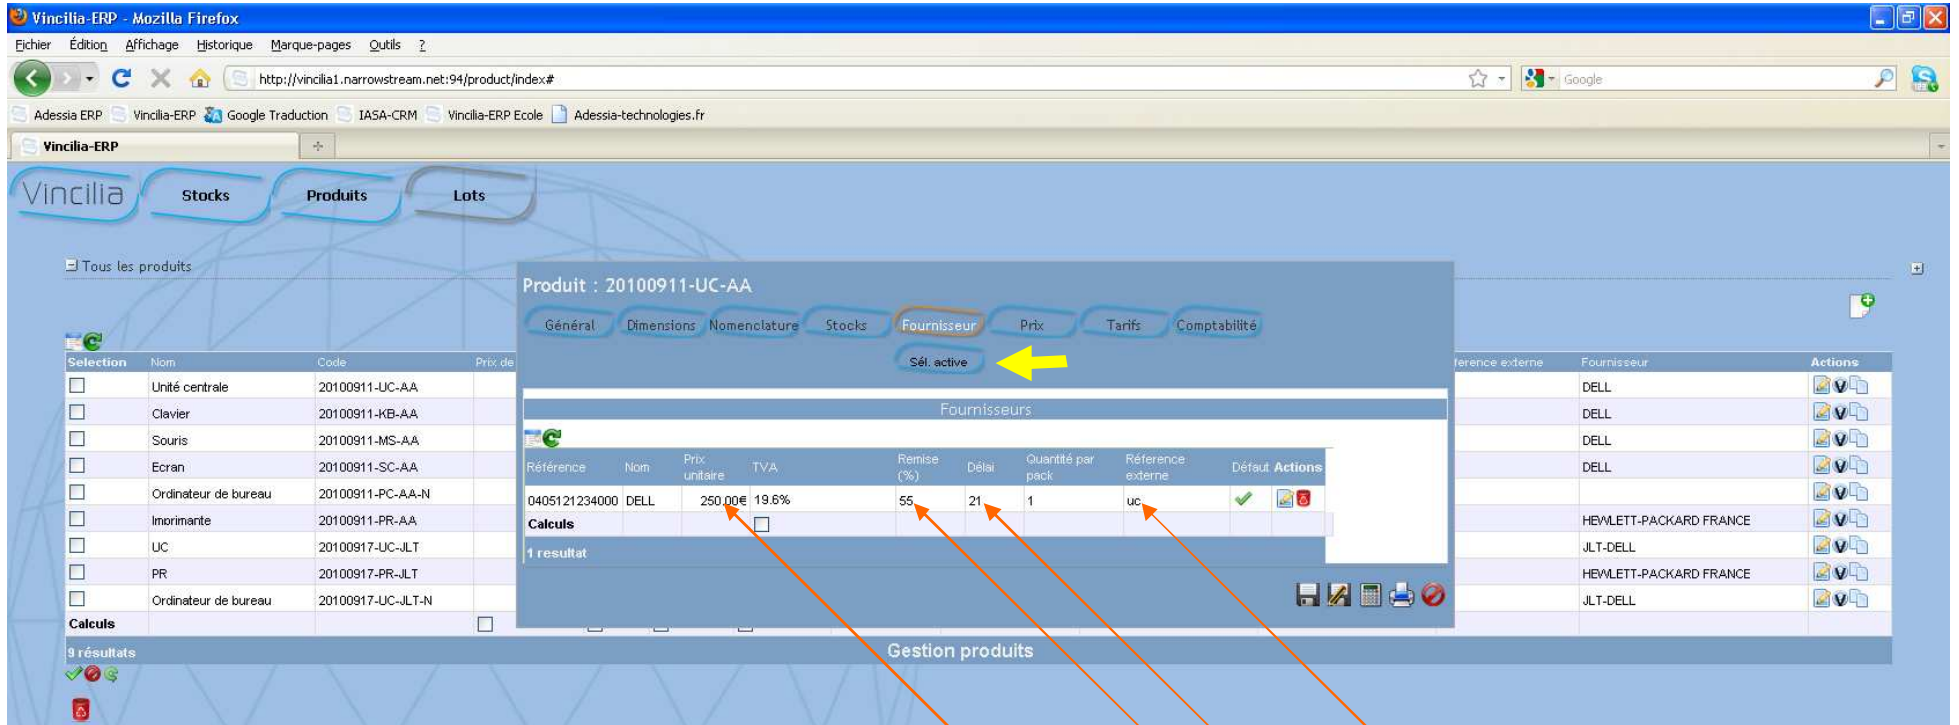 Vincilia-ERP - Mozilla Firefox
Fichier Édition Affichage Historique Marque-pages Outils ?
http://vincilia1.narrowstream.net:94/product/index#
Google
Adessia ERP Vincilia-ERP Google Traduction IASA-CRM Vincilia-ERP Ecole Adessia-technologies.fr
Vincilia-ERP
Vincilia Stocks Produits Lots
Tous les produits
Produit : 20100911-UC-AA
Général Dimensions Nomenclature Stocks Fournisseur Prix Tarifs Comptabilité
Sél. active
Fournisseurs
Référence Nom Prix unitaire TVA Remise (%) Délai Quantité par pack Réference externe Défaut Actions
0405121234000 DELL 250.00€ 19.6% 55 21 1 uc
Calculs
1 resultat
Selection Nom Code Prix de ference externe Fournisseur Actions
Unité centrale 20100911-UC-AA DELL
Clavier 20100911-KB-AA DELL
Souris 20100911-MS-AA DELL
Ecran 20100911-SC-AA DELL
Ordinateur de bureau 20100911-PC-AA-N
Imprimante 20100911-PR-AA HEWLETT-PACKARD FRANCE
UC 20100917-UC-JLT JLT-DELL
PR 20100917-PR-JLT HEWLETT-PACKARD FRANCE
Ordinateur de bureau 20100917-UC-JLT-N JLT-DELL
Calculs
9 résultats Gestion produits